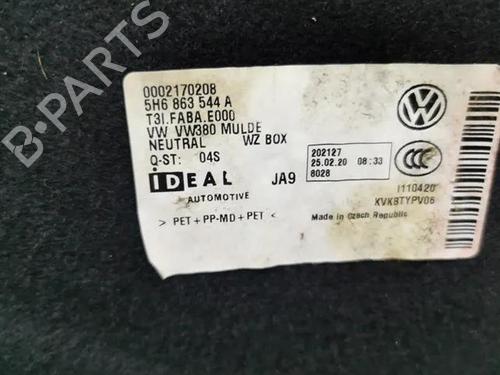 0002170208
5H6 863 544 A
T3I.FABA.E000
VW VW380 MULDE
NEUTRAL WZ BOX
Q-ST: 04S
IDEAL JA9
AUTOMOTIVE
> PET+PP-MD+PET <
202127
25.02.20 08:33
8028
I110420
KVK8TYPV06
Made in Czech Republic